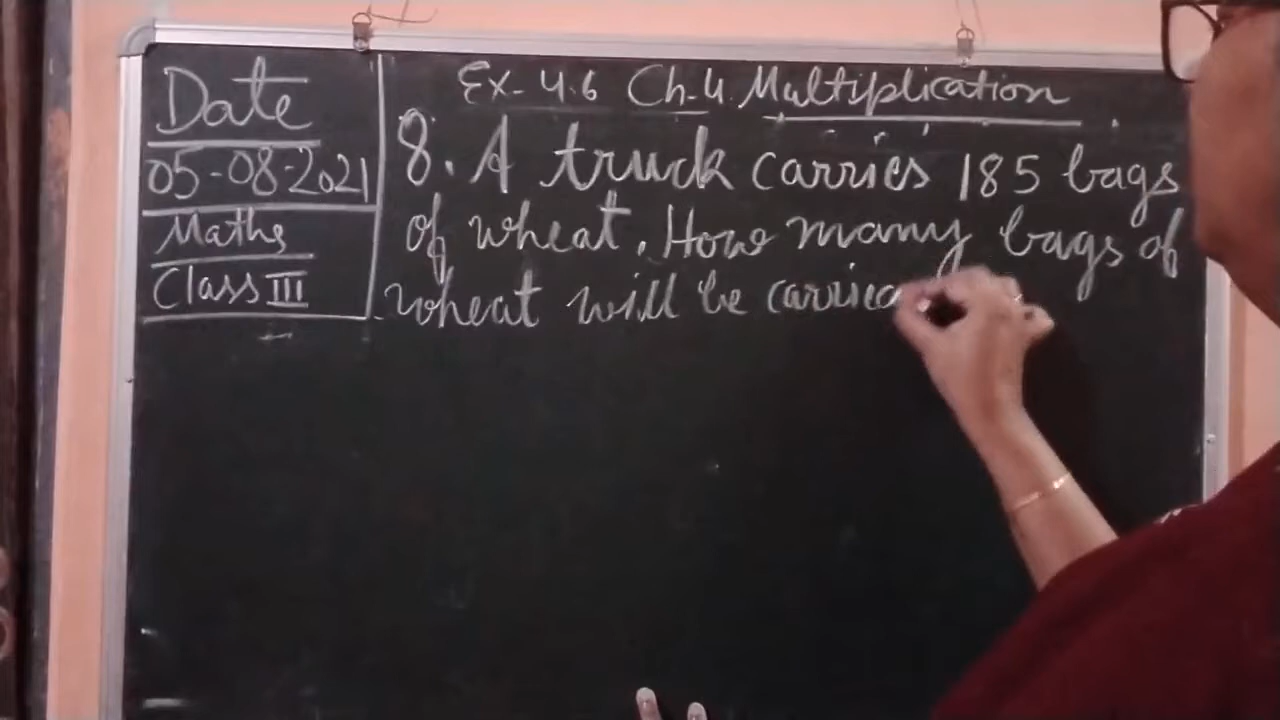 Date
05-08-2021
Maths
Class III
Ex-4.6 Ch-4. Multiplication
8. A truck carries 185 bags
of wheat. How many bags of
wheat will be carried